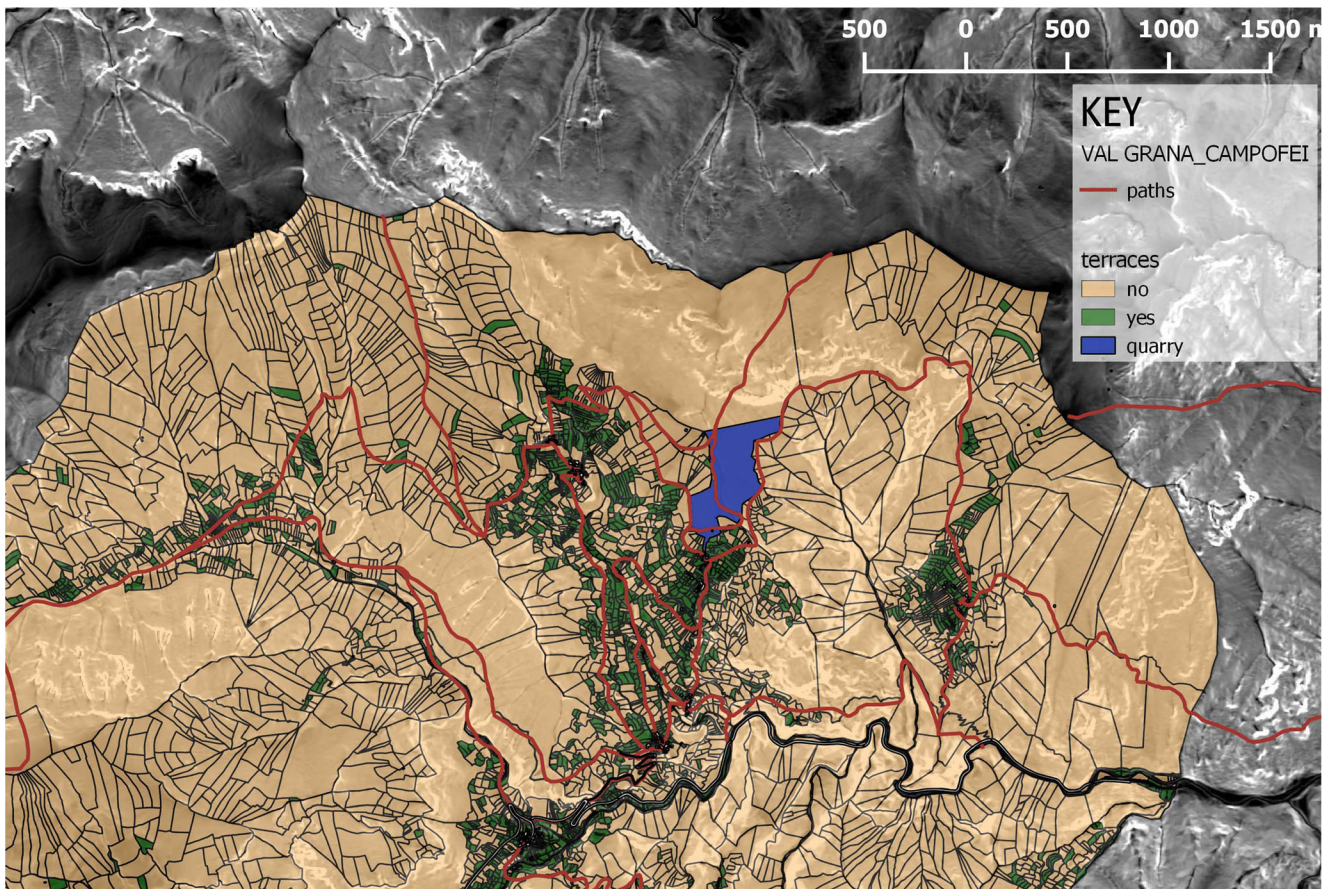 500 0 500 1000 1500 m
KEY
VAL GRANA_CAMPOFEI
paths
terraces
no
yes
quarry